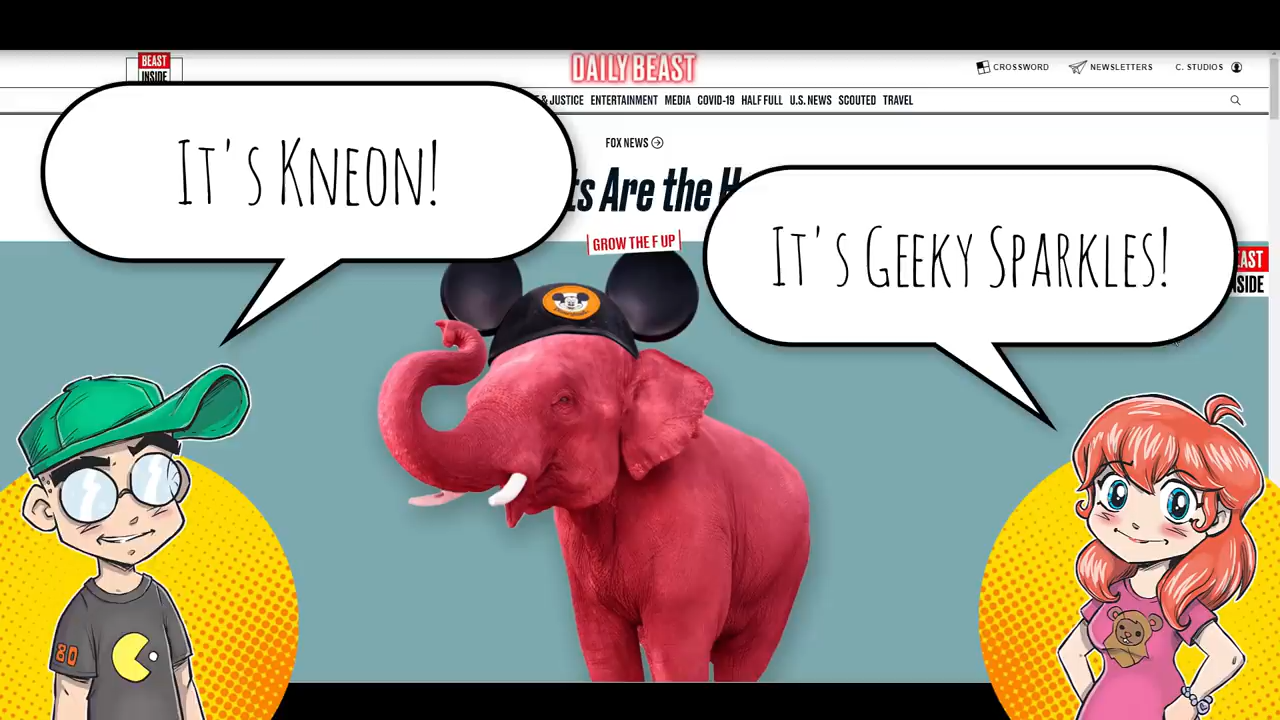 BEAST
INSIDE
DAILY BEAST
CROSSWORD
NEWSLETTERS
C. STUDIOS
& JUSTICE ENTERTAINMENT MEDIA COVID-19 HALF FULL U.S. NEWS SCOUTED TRAVEL
FOX NEWS
It's Kneon!
Are the
GROW THE F UP
It's Geeky Sparkles!
INSIDE
80